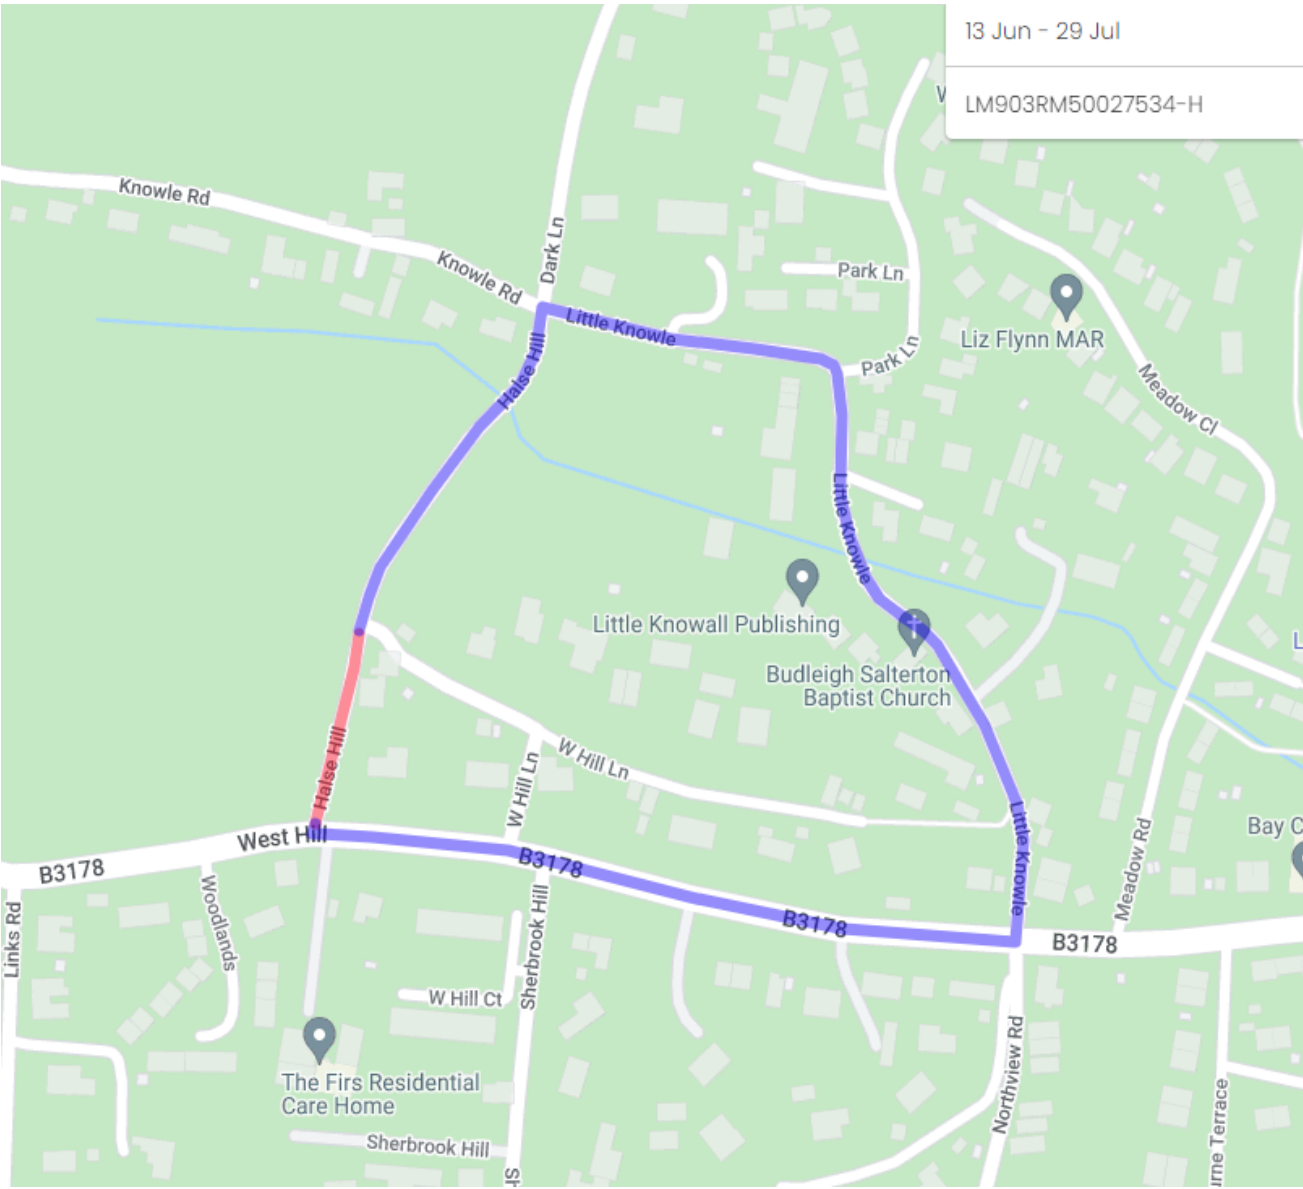 13 Jun - 29 Jul
LM903RM50027534-H
Knowle Rd
Dark Ln
Knowle Rd
Park Ln
Little Knowle
Liz Flynn MAR
Park Ln
Halse Hill
Meadow Cl
Little Knowle
Little Knowall Publishing
Budleigh Salterton
Baptist Church
W Hill Ln
W Hill Ln
Halse Hill
Little Knowle
West Hill
Meadow Rd
Bay C
B3178
B3178
B3178
B3178
Links Rd
Woodlands
Sherbrook Hill
W Hill Ct
Northview Rd
The Firs Residential
Care Home
Sherbrook Hill
urne Terrace